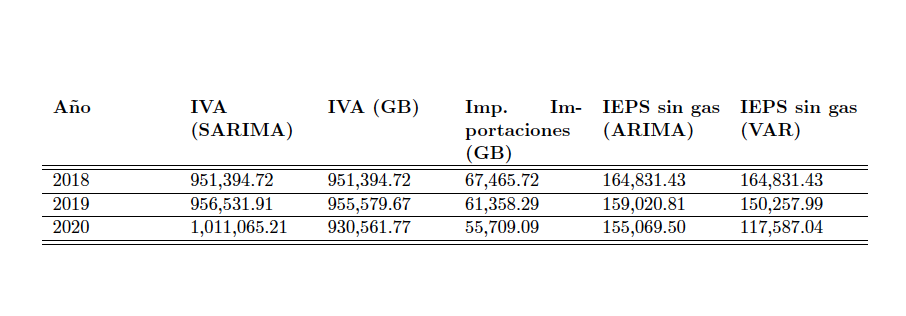 Año IVA IVA (GB) Imp. Im- IEPS sin gas IEPS sin gas
(SARIMA) portaciones (ARIMA) (VAR)
(GB)
2018 951,394.72 951,394.72 67,465.72 164,831.43 164,831.43
2019 956,531.91 955,579.67 61,358.29 159,020.81 150,257.99
2020 1,011,065.21 930,561.77 55,709.09 155,069.50 117,587.04